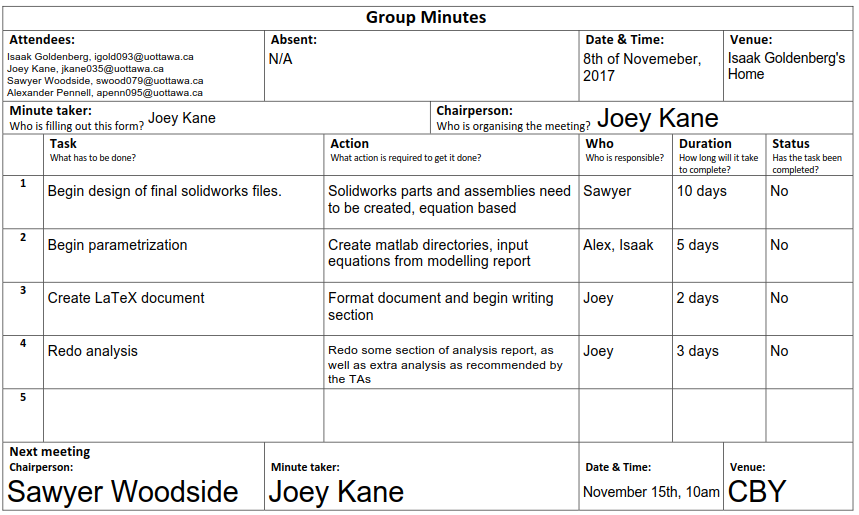 Group Minutes
Attendees:
Isaak Goldenberg, igold093@uottawa.ca
Joey Kane, jkane035@uottawa.ca
Sawyer Woodside, swood079@uottawa.ca
Alexander Pennell, apenn095@uottawa.ca
Absent:
N/A
Date & Time:
8th of Novemeber,
2017
Venue:
Isaak Goldenberg's
Home
Minute taker:
Who is filling out this form? Joey Kane
Chairperson:
Who is organising the meeting? Joey Kane
Task
What has to be done?
Action
What action is required to get it done?
Who
Who is responsible?
Duration
How long will it take
to complete?
Status
Has the task been
completed?
1
Begin design of final solidworks files.
Solidworks parts and assemblies need
to be created, equation based
Sawyer
10 days
No
2
Begin parametrization
Create matlab directories, input
equations from modelling report
Alex, Isaak
5 days
No
3
Create LaTeX document
Format document and begin writing
section
Joey
2 days
No
4
Redo analysis
Redo some section of analysis report, as
well as extra analysis as recommended by
the TAs
Joey
3 days
No
5
Next meeting
Chairperson:
Sawyer Woodside
Minute taker:
Joey Kane
Date & Time:
November 15th, 10am
Venue:
CBY